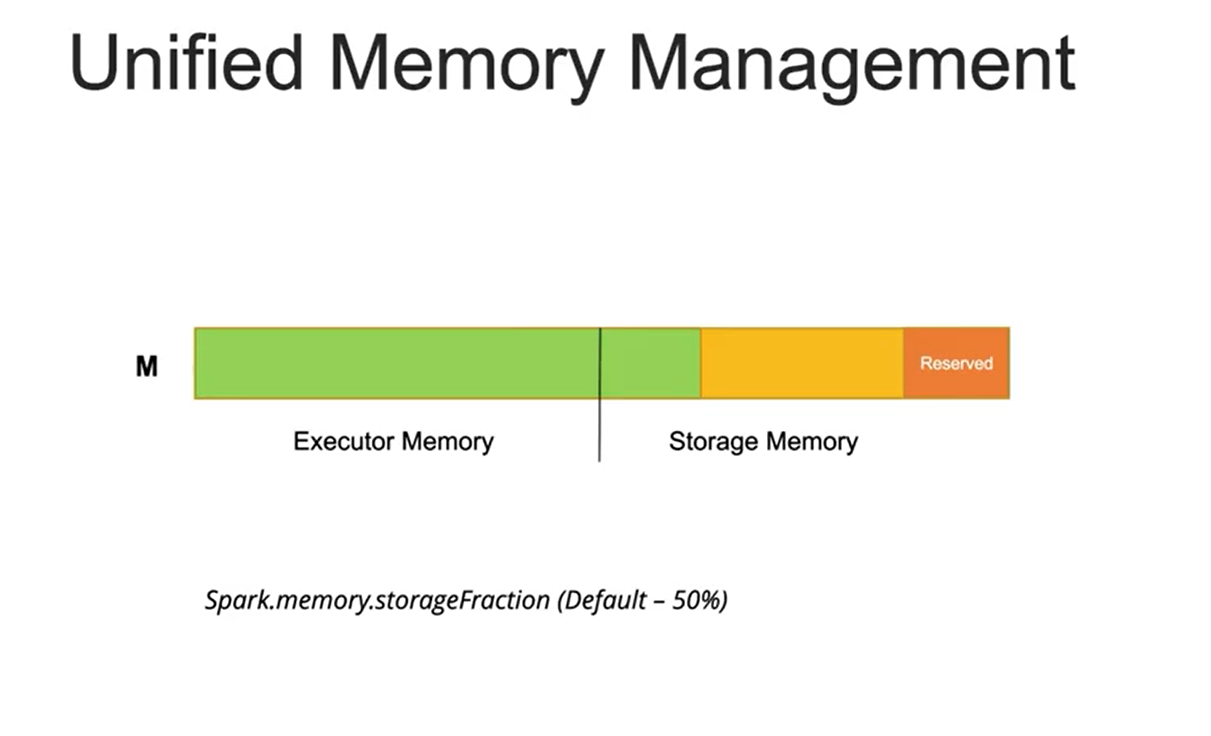 Unified Memory Management
M
Reserved
Executor Memory
Storage Memory
Spark.memory.storageFraction (Default – 50%)